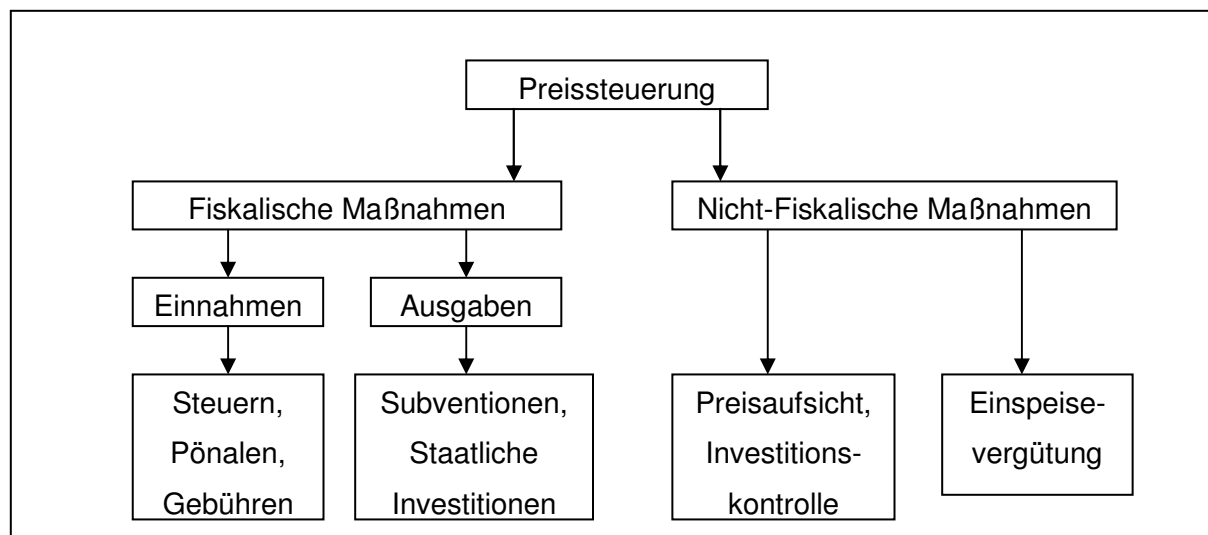 Preissteuerung
Fiskalische Maßnahmen
Nicht-Fiskalische Maßnahmen
Einnahmen
Ausgaben
Steuern,
Pönalen,
Gebühren
Subventionen,
Staatliche
Investitionen
Preisaufsicht,
Investitions-
kontrolle
Einspeise-
vergütung